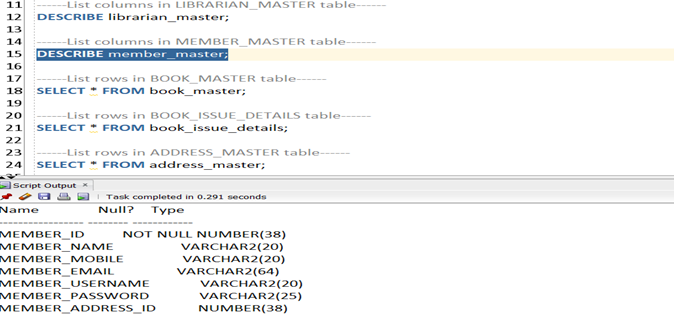 11 ------List columns in LIBRARIAN_MASTER table------
12 DESCRIBE librarian_master;
13
14 ------List columns in MEMBER_MASTER table------
15 DESCRIBE member_master;
16
17 ------List rows in BOOK_MASTER table------
18 SELECT * FROM book_master;
19
20 ------List rows in BOOK_ISSUE_DETAILS table------
21 SELECT * FROM book_issue_details;
22
23 ------List rows in ADDRESS_MASTER table------
24 SELECT * FROM address_master;
Script Output ×
Task completed in 0.291 seconds
Name Null? Type
---------------- -------- ------------
MEMBER_ID NOT NULL NUMBER(38)
MEMBER_NAME VARCHAR2(20)
MEMBER_MOBILE VARCHAR2(20)
MEMBER_EMAIL VARCHAR2(64)
MEMBER_USERNAME VARCHAR2(20)
MEMBER_PASSWORD VARCHAR2(25)
MEMBER_ADDRESS_ID NUMBER(38)